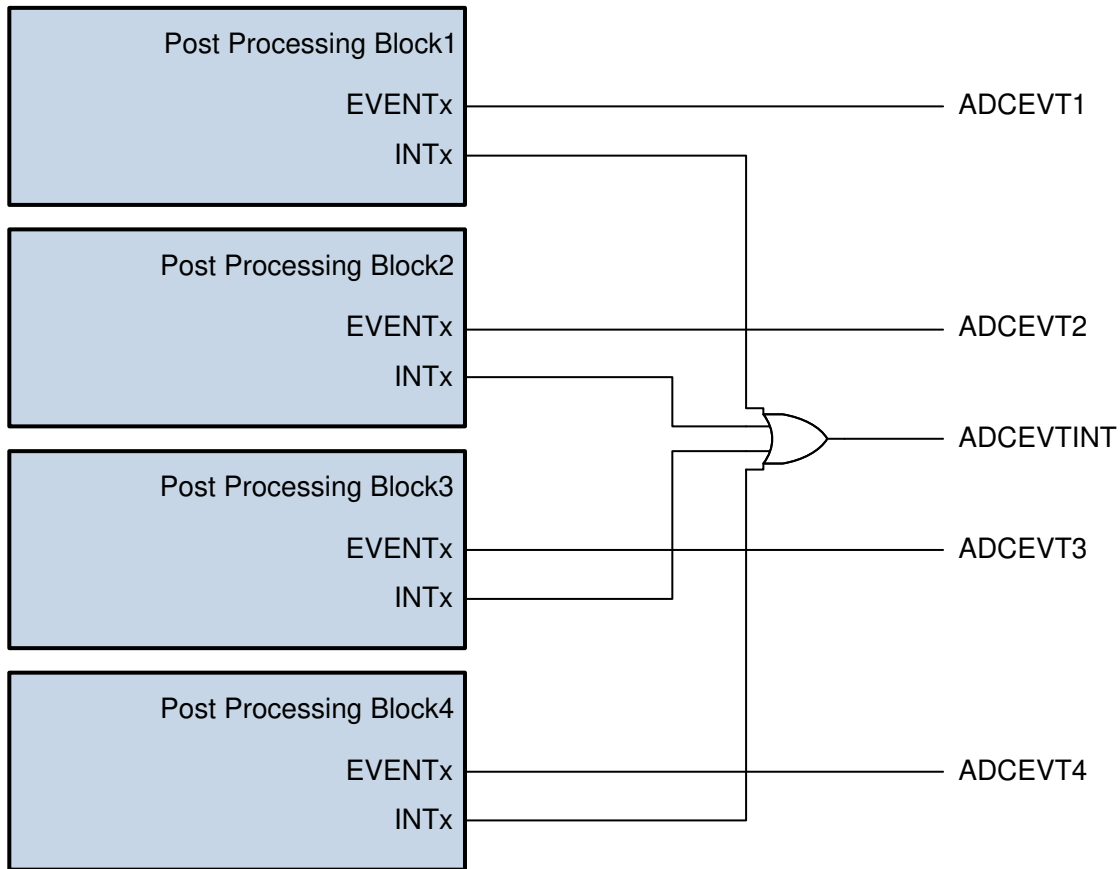 Post Processing Block1
EVENTx
ADCEVT1
INTx
Post Processing Block2
EVENTx
ADCEVT2
INTx
ADCEVTINT
Post Processing Block3
EVENTx
ADCEVT3
INTx
Post Processing Block4
EVENTx
ADCEVT4
INTx